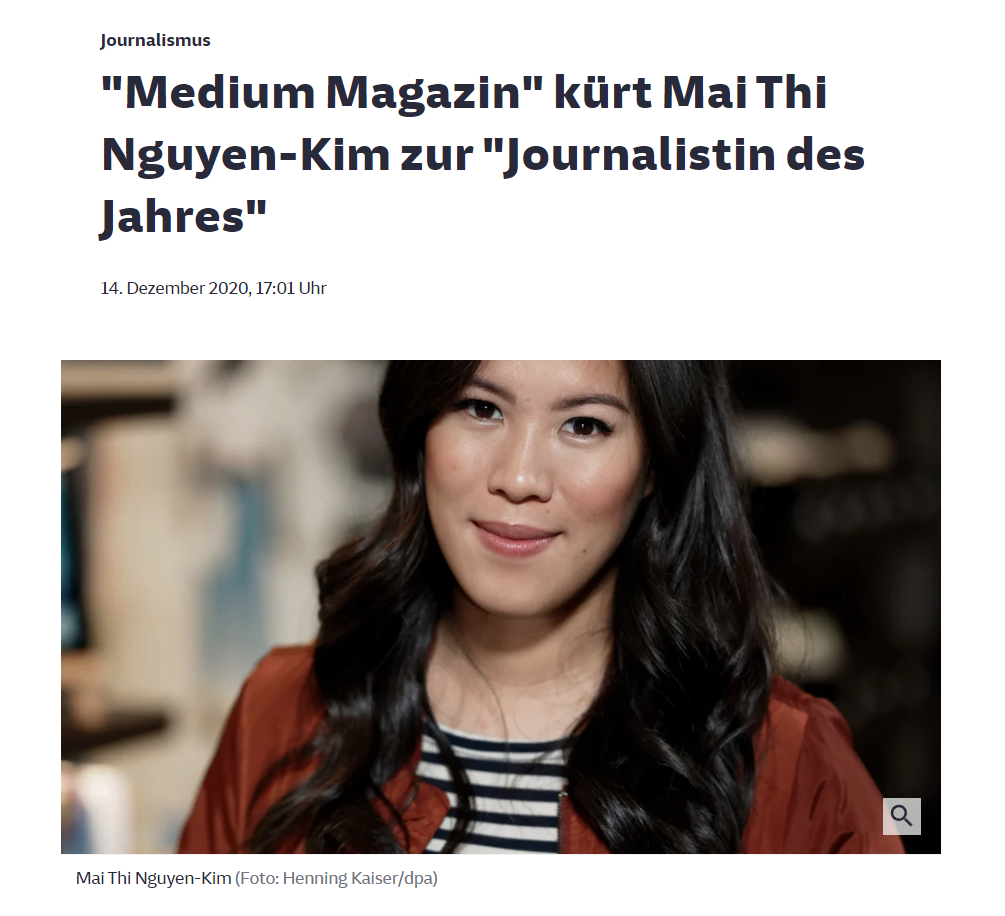 Journalismus
"Medium Magazin" kürt Mai Thi
Nguyen-Kim zur "Journalistin des
Jahres"
14. Dezember 2020, 17:01 Uhr
Mai Thi Nguyen-Kim (Foto: Henning Kaiser/dpa)